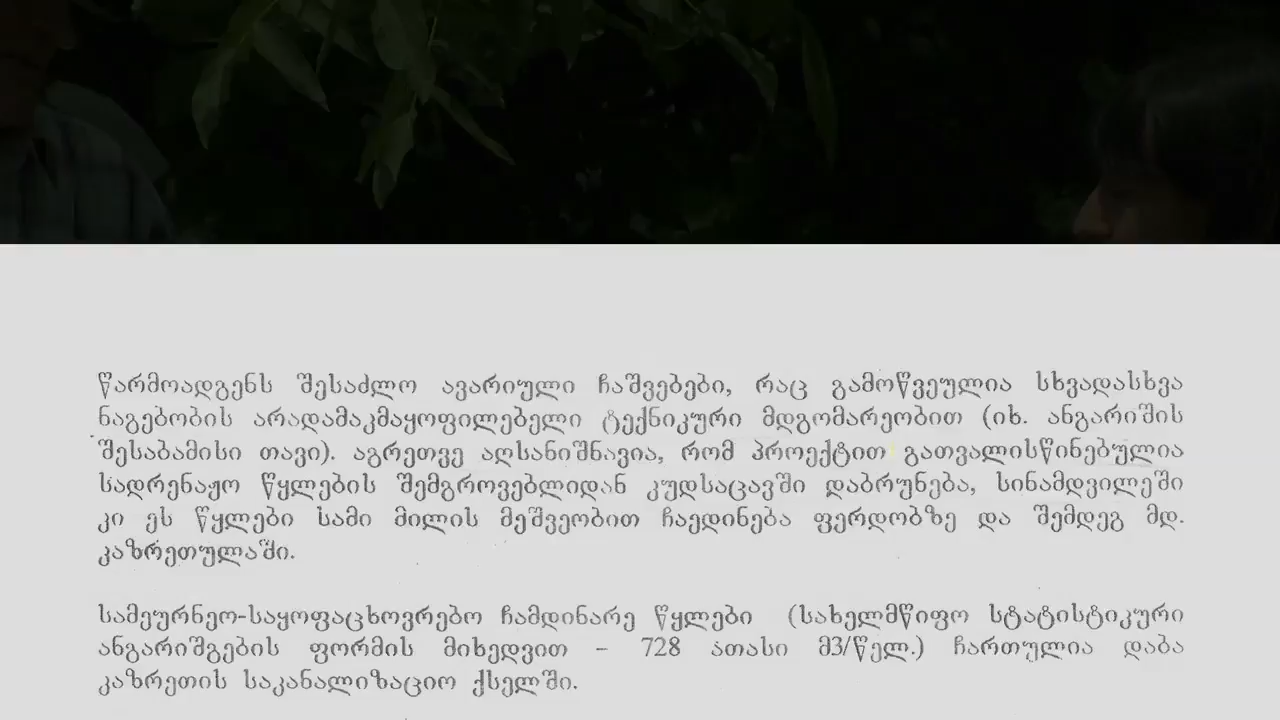 წარმოადგენს შესაძლო ავარიული ჩაშვებები, რაც გამოწვეულია სხვადასხვა
ნაგებობის არადამაკმაყოფილებელი ტექნიკური მდგომარეობით (იხ. ანგარიშის
შესაბამისი თავი). აგრეთვე აღსანიშნავია, რომ პროექტით გათვალისწინებულია
სადრენაჟო წყლების შემგროვებლიდან კუდსაცავში დაბრუნება, სინამდვილეში
კი ეს წყლები სამი მილის მეშვეობით ჩაედინება ფერდობზე და შემდეგ მდ.
კაზრეთულაში.
სამეურნეო-საყოფაცხოვრებო ჩამდინარე წყლები (სახელმწიფო სტატისტიკური
ანგარიშგების ფორმის მიხედვით – 728 ათასი მ3/წელ.) ჩართულია დაბა
კაზრეთის საკანალიზაციო ქსელში.